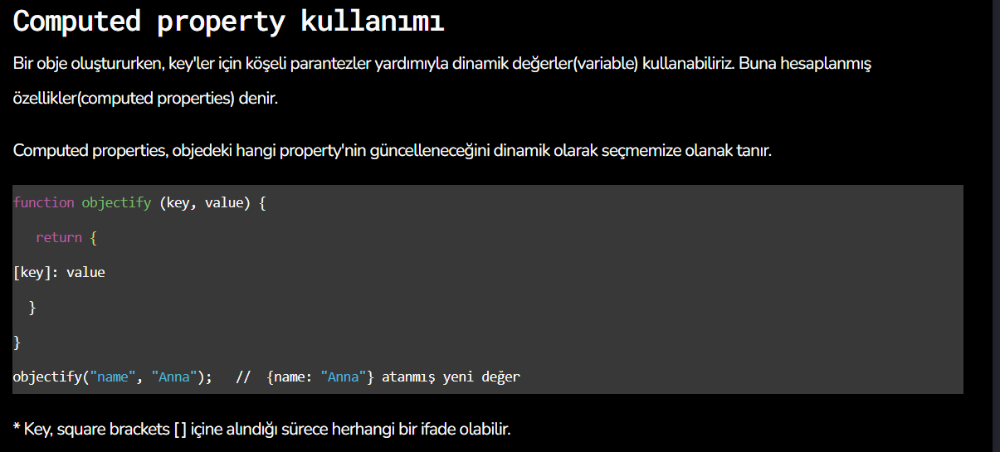 Computed property kullanımı
Bir obje oluştururken, key'ler için köşeli parantezler yardımıyla dinamik değerler(variable) kullanabiliriz. Buna hesaplanmış
özellikler(computed properties) denir.
Computed properties, objedeki hangi property'nin güncelleneceğini dinamik olarak seçmemize olanak tanır.
function objectify (key, value) {
return {
[key]: value
}
}
objectify("name", "Anna"); // {name: "Anna"} atanmış yeni değer
* Key, square brackets [ ] içine alındığı sürece herhangi bir ifade olabilir.